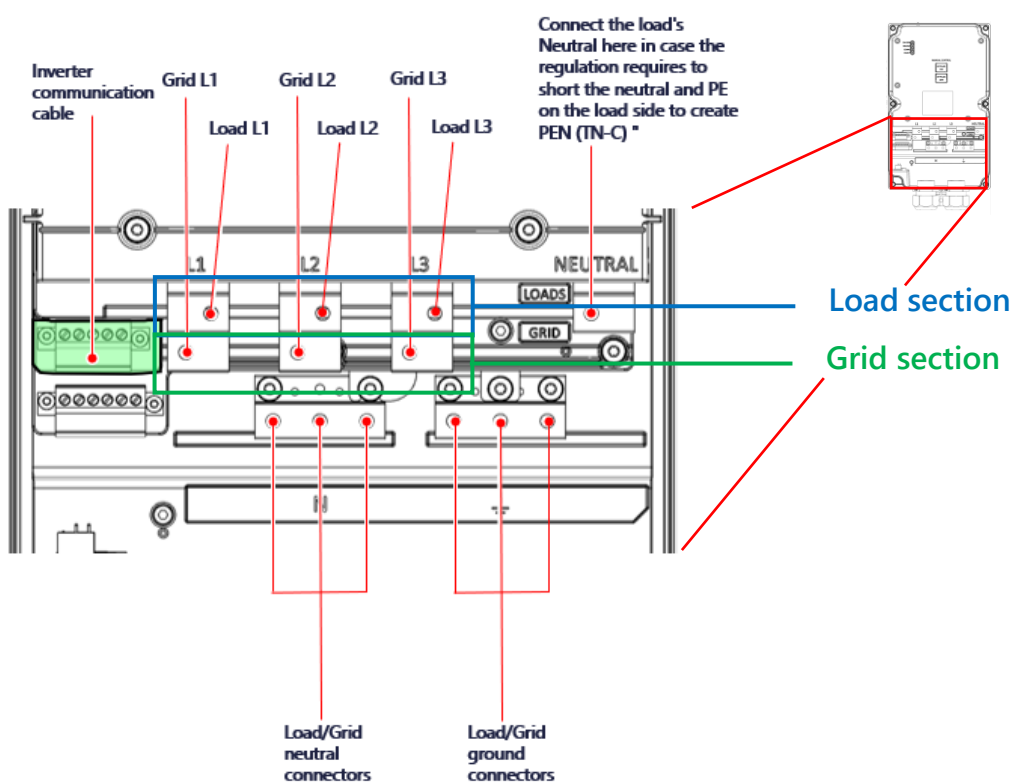 Connect the load's
Neutral here in case the
regulation requires to
short the neutral and PE
on the load side to create
PEN (TN-C) "
Inverter
communication
cable
Grid L1
Grid L2
Grid L3
Load L1
Load L2
Load L3
L1
L2
L3
NEUTRAL
LOADS
GRID
Load section
Grid section
Load/Grid
neutral
connectors
Load/Grid
ground
connectors